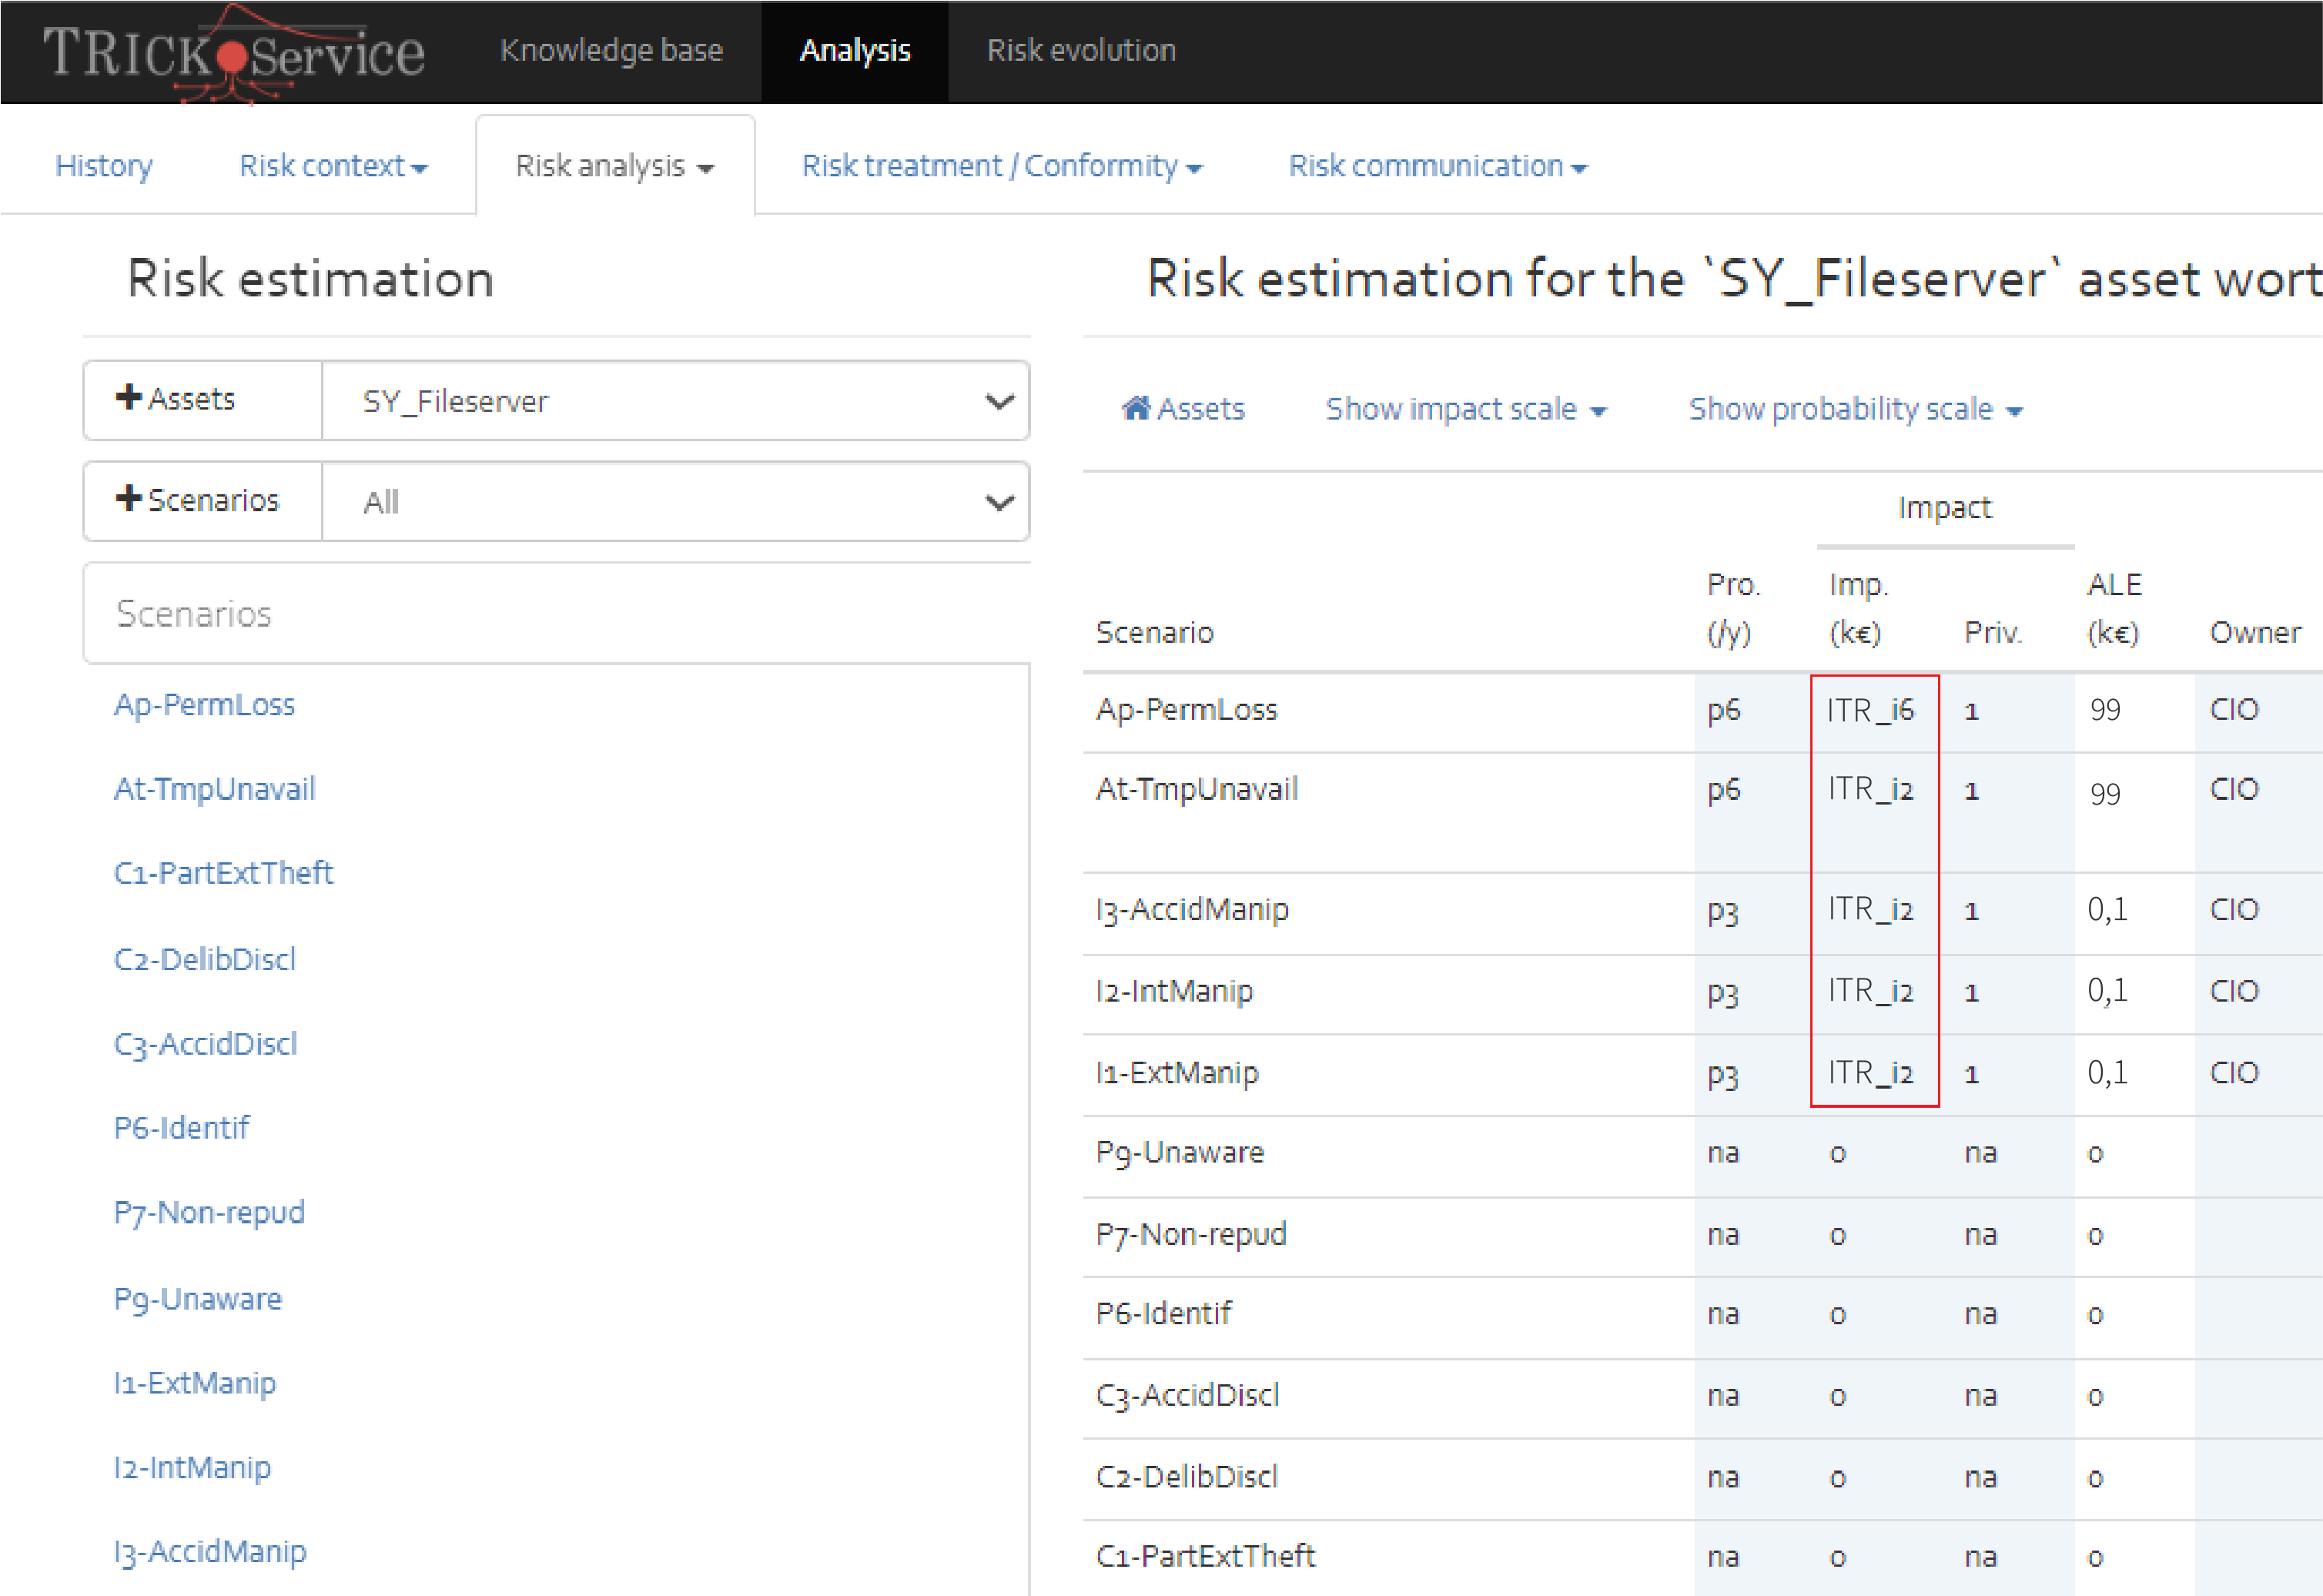 TRICK Service
Knowledge base
Analysis
Risk evolution
History
Risk context
Risk analysis
Risk treatment / Conformity
Risk communication
Risk estimation
Assets SY_Fileserver
Scenarios All
Scenarios
Ap-PermLoss
At-TmpUnavail
C1-PartExtTheft
C2-DelibDiscl
C3-AccidDiscl
P6-Identif
P7-Non-repud
P9-Unaware
I1-ExtManip
I2-IntManip
I3-AccidManip
Risk estimation for the `SY_Fileserver` asset wort
Assets
Show impact scale
Show probability scale
Impact
Pro. Imp. ALE
Scenario (/y) (k€) Priv. (k€) Owner
Ap-PermLoss p6 ITR_i6 1 99 CIO
At-TmpUnavail p6 ITR_i2 1 99 CIO
I3-AccidManip p3 ITR_i2 1 0,1 CIO
I2-IntManip p3 ITR_i2 1 0,1 CIO
I1-ExtManip p3 ITR_i2 1 0,1 CIO
P9-Unaware na 0 na 0
P7-Non-repud na 0 na 0
P6-Identif na 0 na 0
C3-AccidDiscl na 0 na 0
C2-DelibDiscl na 0 na 0
C1-PartExtTheft na 0 na 0